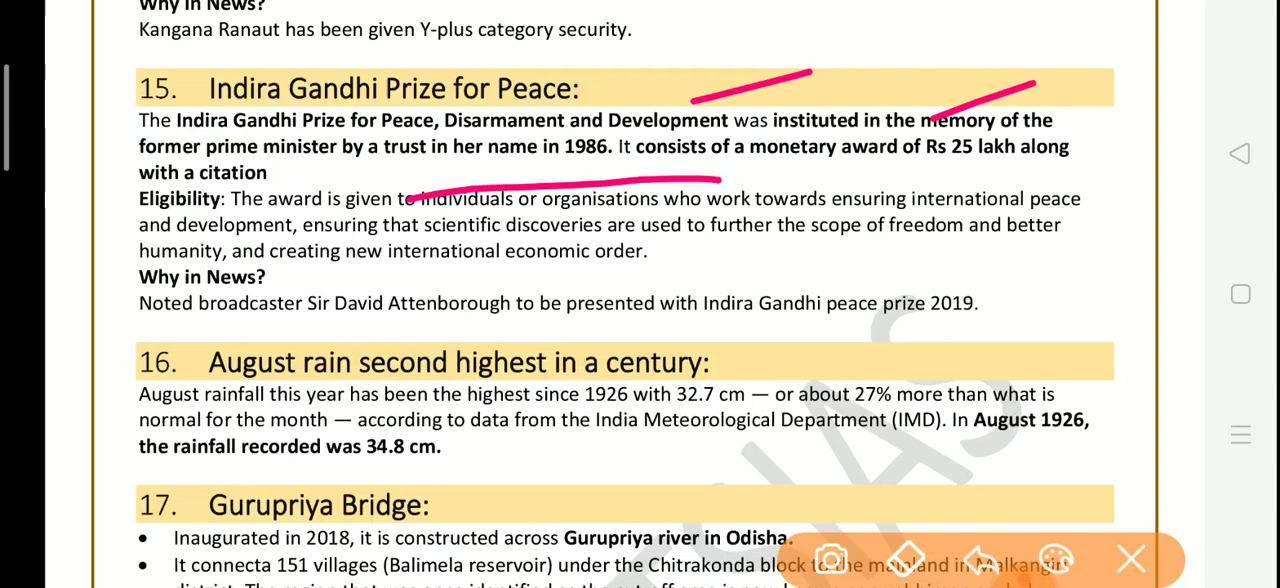 Why in News?
Kangana Ranaut has been given Y-plus category security.
15. Indira Gandhi Prize for Peace:
The Indira Gandhi Prize for Peace, Disarmament and Development was instituted in the memory of the
former prime minister by a trust in her name in 1986. It consists of a monetary award of Rs 25 lakh along
with a citation
Eligibility: The award is given to individuals or organisations who work towards ensuring international peace
and development, ensuring that scientific discoveries are used to further the scope of freedom and better
humanity, and creating new international economic order.
Why in News?
Noted broadcaster Sir David Attenborough to be presented with Indira Gandhi peace prize 2019.
16. August rain second highest in a century:
August rainfall this year has been the highest since 1926 with 32.7 cm — or about 27% more than what is
normal for the month — according to data from the India Meteorological Department (IMD). In August 1926,
the rainfall recorded was 34.8 cm.
17. Gurupriya Bridge:
• Inaugurated in 2018, it is constructed across Gurupriya river in Odisha.
• It connecta 151 villages (Balimela reservoir) under the Chitrakonda block to the mainland in Malkangiri